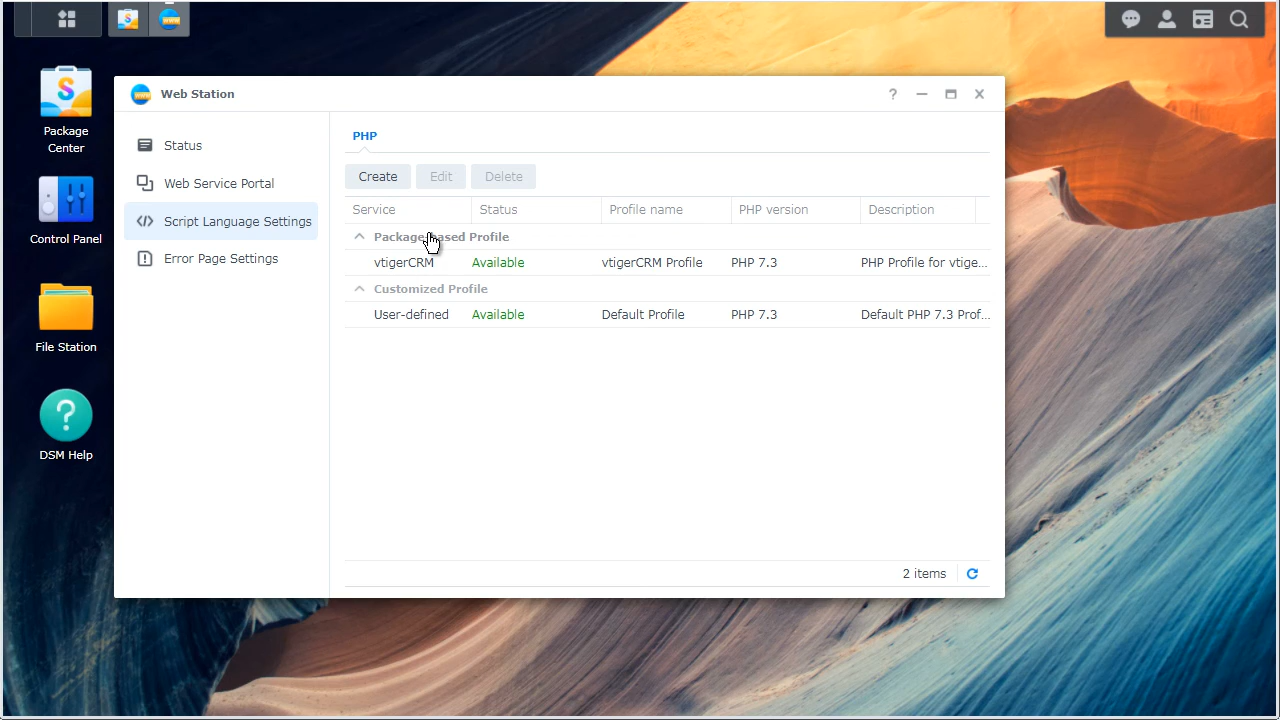 Package
Center
Control Panel
File Station
DSM Help
Web Station
Status
Web Service Portal
Script Language Settings
Error Page Settings
PHP
Create Edit Delete
Service Status Profile name PHP version Description
Package-based Profile
vtigerCRM Available vtigerCRM Profile PHP 7.3 PHP Profile for vtige...
Customized Profile
User-defined Available Default Profile PHP 7.3 Default PHP 7.3 Prof...
2 items